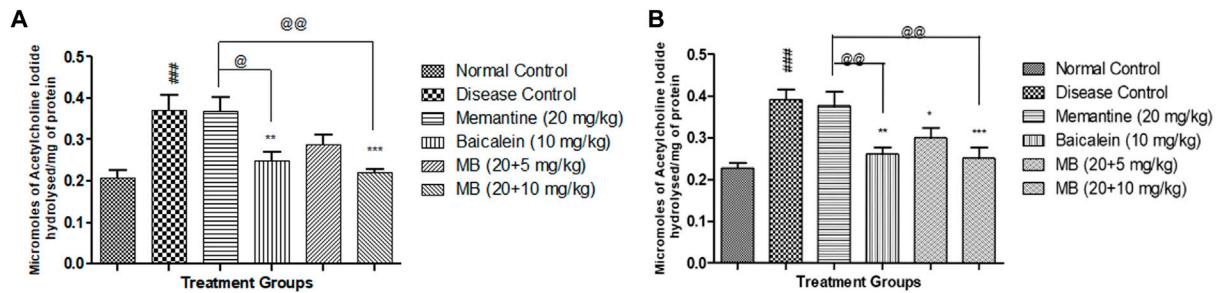 A
Micromoles of Acetylcholine Iodide
hydrolysed/mg of protein
0.5
0.4
0.3
0.2
0.1
0.0
###
@@
@
**
***
Treatment Groups
Normal Control
Disease Control
Memantine (20 mg/kg)
Baicalein (10 mg/kg)
MB (20+5 mg/kg)
MB (20+10 mg/kg)
B
Micromoles of Acetylcholine Iodide
hydrolysed/mg of protein
0.5
0.4
0.3
0.2
0.1
0.0
###
@@
@@
**
*
***
Treatment Groups
Normal Control
Disease Control
Memantine (20 mg/kg)
Baicalein (10 mg/kg)
MB (20+5 mg/kg)
MB (20+10 mg/kg)